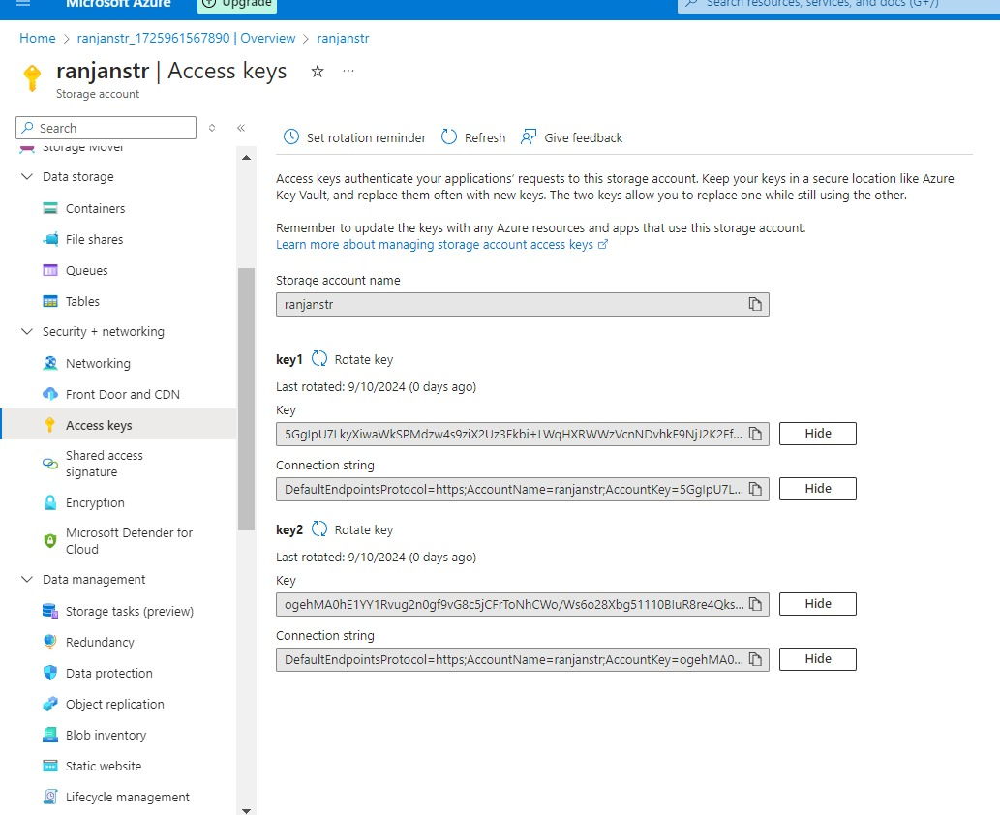 Microsoft Azure
Upgrade
Search resources, services, and docs (G+/)
Home > ranjanstr_1725961567890 | Overview > ranjanstr
ranjanstr | Access keys
Storage account
Search
Storage Mover
Data storage
Containers
File shares
Queues
Tables
Security + networking
Networking
Front Door and CDN
Access keys
Shared access
signature
Encryption
Microsoft Defender for
Cloud
Data management
Storage tasks (preview)
Redundancy
Data protection
Object replication
Blob inventory
Static website
Lifecycle management
Set rotation reminder
Refresh
Give feedback
Access keys authenticate your applications' requests to this storage account. Keep your keys in a secure location like Azure
Key Vault, and replace them often with new keys. The two keys allow you to replace one while still using the other.
Remember to update the keys with any Azure resources and apps that use this storage account.
Learn more about managing storage account access keys
Storage account name
ranjanstr
key1 Rotate key
Last rotated: 9/10/2024 (0 days ago)
Key
5GgIpU7LkyXiwaWkSPMdzw4s9ziX2Uz3Ekbi+LWqHXRWWzVcnNDvhkF9NjJ2K2Ff... Hide
Connection string
DefaultEndpointsProtocol=https;AccountName=ranjanstr;AccountKey=5GgIpU7L... Hide
key2 Rotate key
Last rotated: 9/10/2024 (0 days ago)
Key
ogehMA0hE1YY1Rvug2n0gf9vG8c5jCFrToNhCWo/Ws6o28Xbg51110BIuR8re4Qks... Hide
Connection string
DefaultEndpointsProtocol=https;AccountName=ranjanstr;AccountKey=ogehMA0... Hide